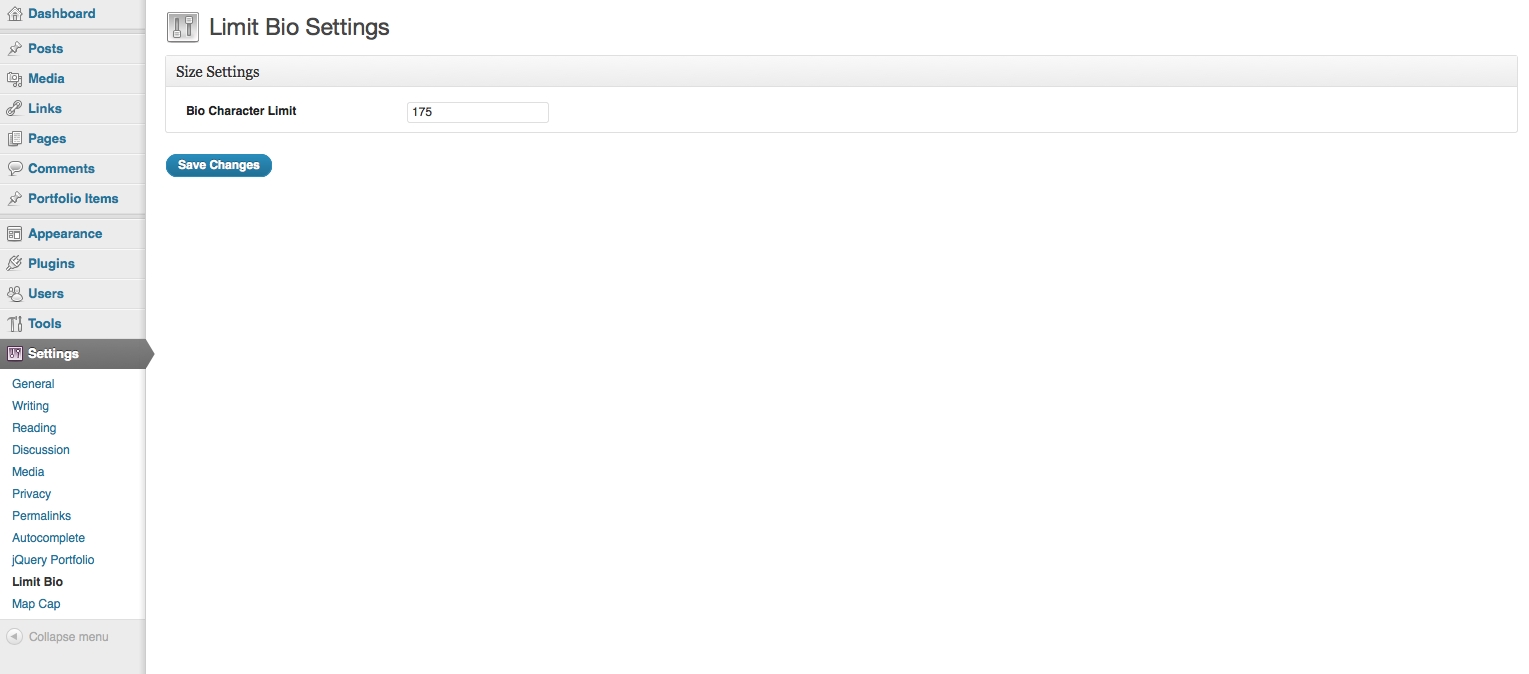 Dashboard
Posts
Media
Links
Pages
Comments
Portfolio Items
Appearance
Plugins
Users
Tools
Settings
General
Writing
Reading
Discussion
Media
Privacy
Permalinks
Autocomplete
jQuery Portfolio
Limit Bio
Map Cap
Collapse menu
Limit Bio Settings
Size Settings
Bio Character Limit 175
Save Changes